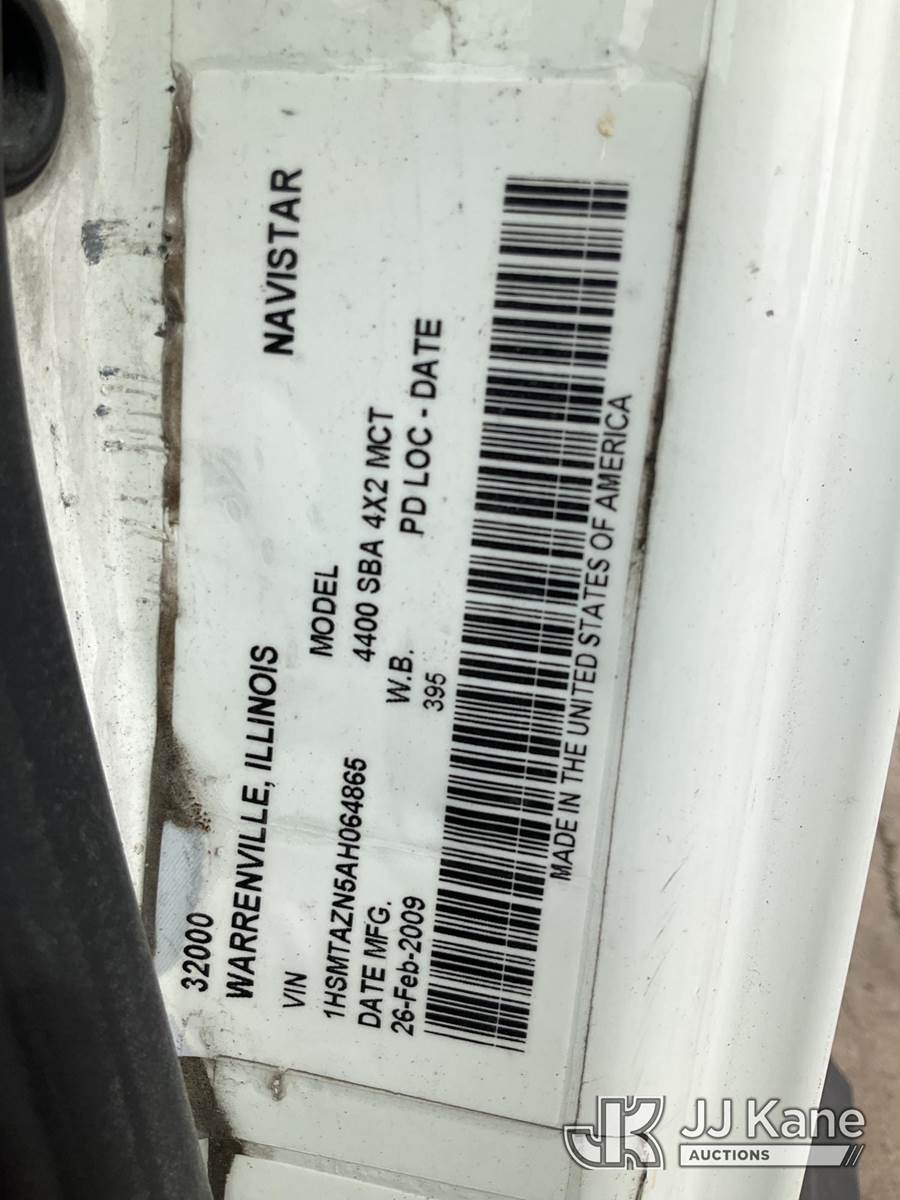 32000
WARRENVILLE, ILLINOIS NAVISTAR
VIN MODEL
1HSMTAZN5AH064865 4400 SBA 4X2 MCT
DATE MFG. W.B. PD LOC - DATE
26-Feb-2009 395
MADE IN THE UNITED STATES OF AMERICA
JK JJ Kane
AUCTIONS